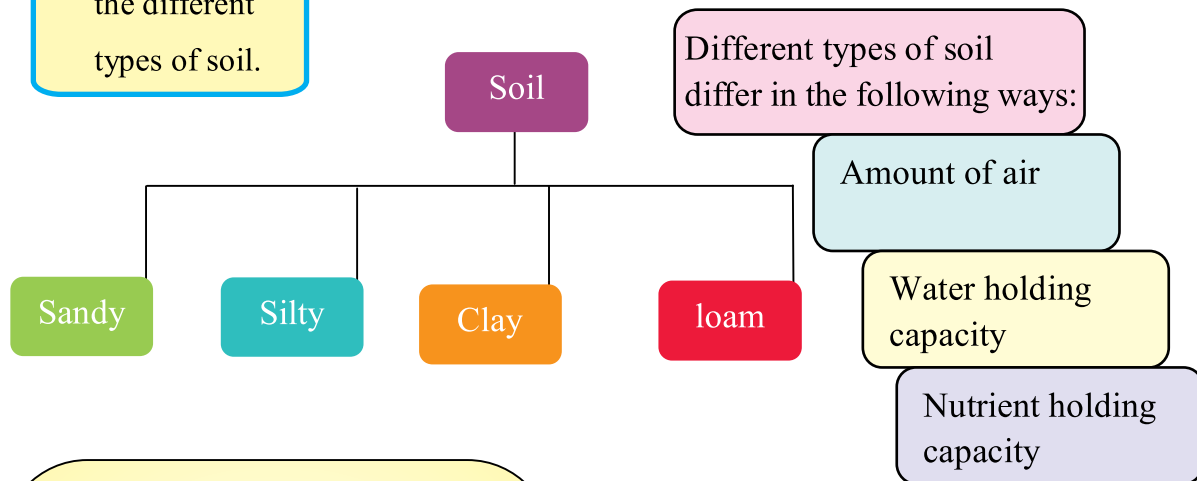 the different
types of soil.
Soil
Sandy
Silty
Clay
loam
Different types of soil
differ in the following ways:
Amount of air
Water holding
capacity
Nutrient holding
capacity